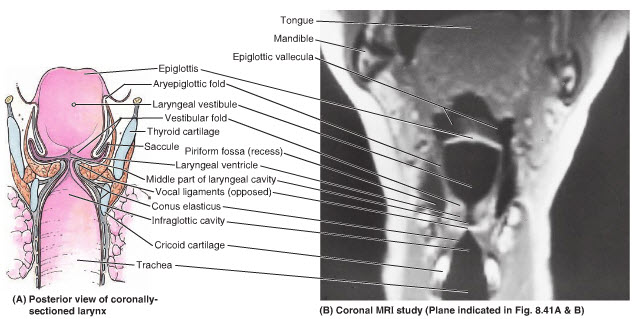 Tongue
Mandible
Epiglottic vallecula
Epiglottis
Aryepiglottic fold
Laryngeal vestibule
Vestibular fold
Thyroid cartilage
Saccule
Piriform fossa (recess)
Laryngeal ventricle
Middle part of laryngeal cavity
Vocal ligaments (opposed)
Conus elasticus
Infraglottic cavity
Cricoid cartilage
Trachea
(A) Posterior view of coronally-
sectioned larynx
(B) Coronal MRI study (Plane indicated in Fig. 8.41A & B)